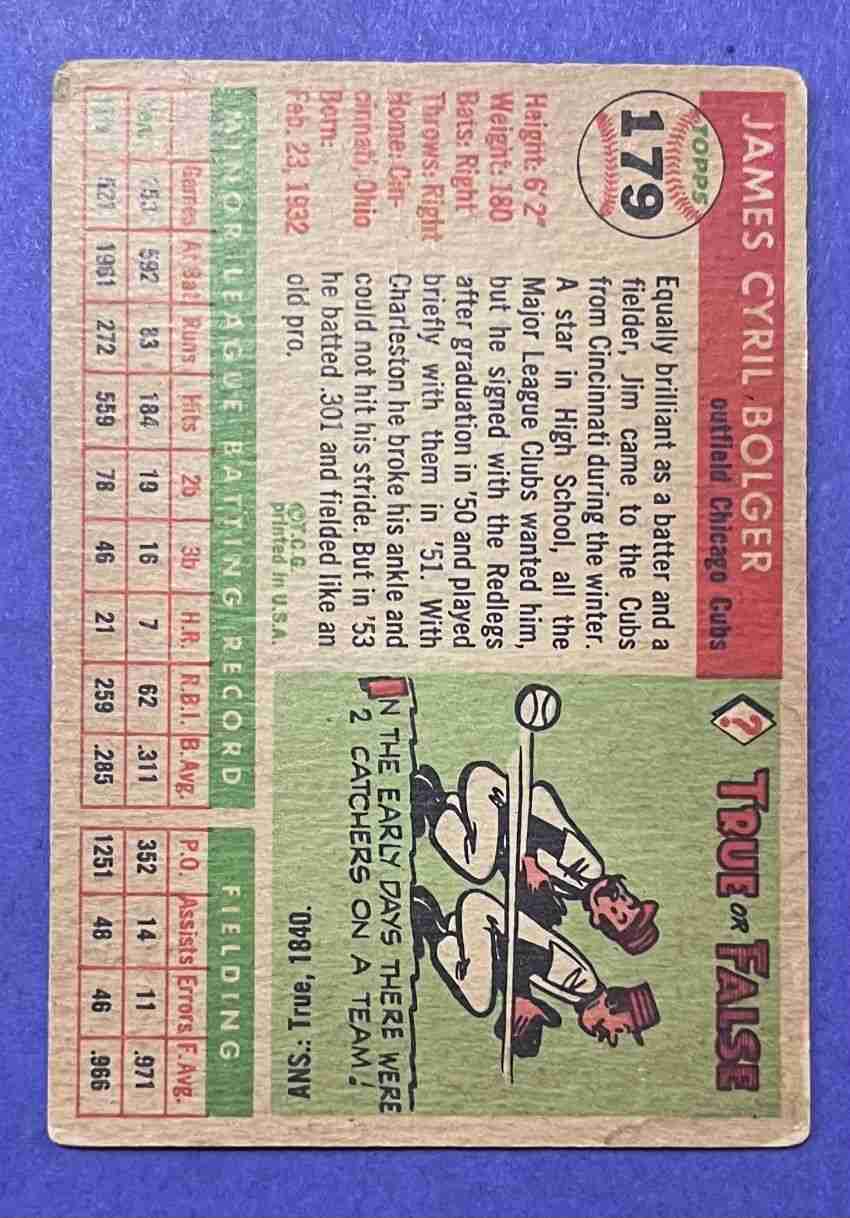 JAMES CYRIL BOLGER
outfield Chicago Cubs
TOPPS
179
Height: 6'2"
Weight: 180
Bats: Right
Throws: Right
Home: Cin-
cinnati, Ohio
Born:
Feb. 23, 1932
Equally brilliant as a batter and a
fielder, Jim came to the Cubs
from Cincinnati during the winter.
A star in High School, all the
Major League Clubs wanted him,
but he signed with the Redlegs
after graduation in '50 and played
briefly with them in '51. With
Charleston he broke his ankle and
could not hit his stride. But in '53
he batted .301 and fielded like an
old pro.
©T.C.G.
printed in U.S.A.
?
TRUE OR FALSE
IN THE EARLY DAYS THERE WERE
2 CATCHERS ON A TEAM!
ANS.: True, 1840.
MINOR LEAGUE BATTING RECORD FIELDING
Games At Bat Runs Hits 2b 3b H.R. R.B.I. B.Avg. P.O. Assists Errors F. Avg.
Year 592 83 184 19 16 7 62 .311 352 14 11 .971
1961 272 559 78 46 21 259 .285 1251 48 46 .966